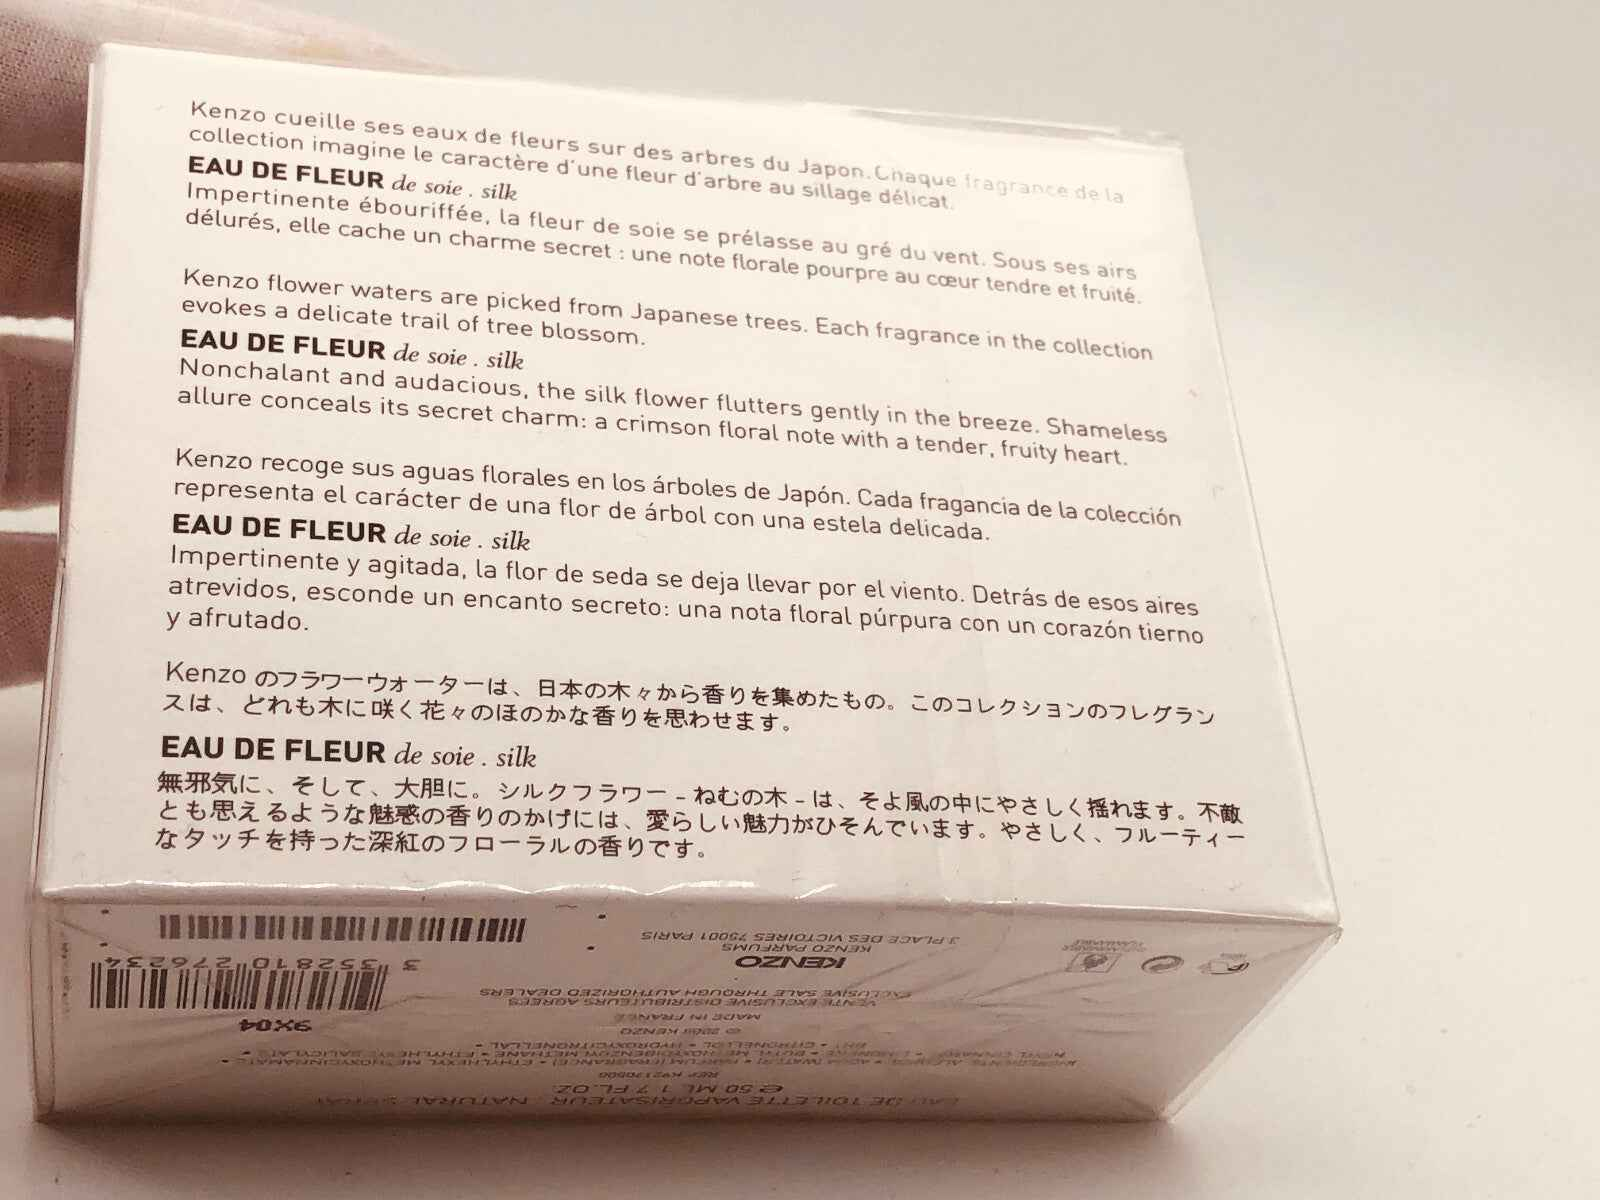 Kenzo cueille ses eaux de fleurs sur des arbres du Japon. Chaque fragrance de la
collection imagine le caractère d'une fleur d'arbre au sillage délicat.
EAU DE FLEUR de soie . silk
Impertinente ébouriffée, la fleur de soie se prélasse au gré du vent. Sous ses airs
délurés, elle cache un charme secret : une note florale pourpre au cœur tendre et fruité.
Kenzo flower waters are picked from Japanese trees. Each fragrance in the collection
evokes a delicate trail of tree blossom.
EAU DE FLEUR de soie . silk
Nonchalant and audacious, the silk flower flutters gently in the breeze. Shameless
allure conceals its secret charm: a crimson floral note with a tender, fruity heart.
Kenzo recoge sus aguas florales en los árboles de Japón. Cada fragancia de la colección
representa el carácter de una flor de árbol con una estela delicada.
EAU DE FLEUR de soie . silk
Impertinente y agitada, la flor de seda se deja llevar por el viento. Detrás de esos aires
atrevidos, esconde un encanto secreto: una nota floral púrpura con un corazón tierno
y afrutado.
Kenzo のフラワーウォーターは、日本の木々から香りを集めたもの。このコレクションのフレグラン
スは、どれも木に咲く花々のほのかな香りを思わせます。
EAU DE FLEUR de soie . silk
無邪気に、そして、大胆に。シルクフラワー - ねむの木 - は、そよ風の中にやさしく揺れます。不敵
とも思えるような魅惑の香りのかげには、愛らしい魅力がひそんでいます。やさしく、フルーティー
なタッチを持った深紅のフローラルの香りです。
EAU DE TOILETTE VAPORISATEUR . NATURAL SPRAY
e 50 ML 1.7 FL.OZ.
REF K92170500
BHT • CITRONELLOL • HYDROXYCITRONELLAL
KENZO
MADE IN FRANCE
VENTE EXCLUSIVE DISTRIBUTEURS AGREES
EXCLUSIVE SALE THROUGH AUTHORIZED DEALERS
KENZO
KENZO PARFUMS
3 PLACE DES VICTOIRES 75001 PARIS
9X04
3 352810 276234